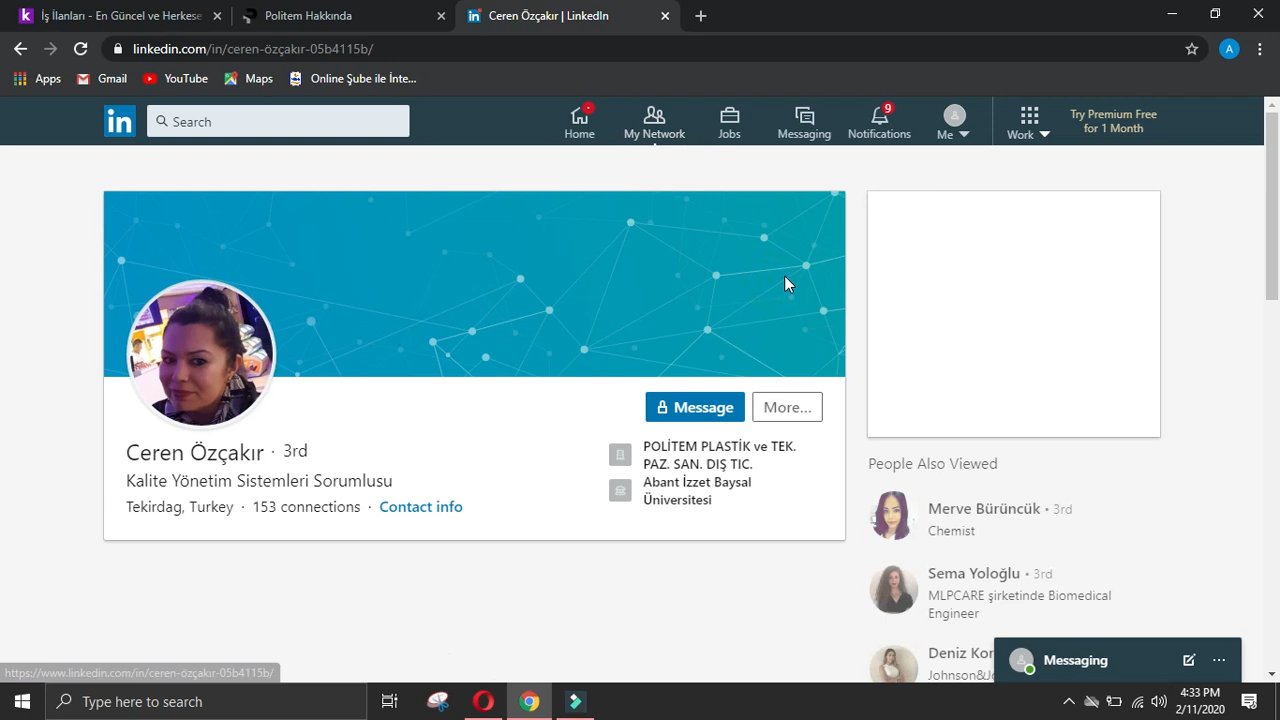 İş İlanları - En Güncel ve Herkese
Politem Hakkında
Ceren Özçakır | LinkedIn
linkedin.com/in/ceren-özçakır-05b4115b/
A
Apps
Gmail
YouTube
Maps
Online Şube ile İnte...
in
Search
Home
My Network
Jobs
Messaging
9
Notifications
Me
Work
Try Premium Free
for 1 Month
Message
More...
Ceren Özçakır · 3rd
Kalite Yönetim Sistemleri Sorumlusu
Tekirdag, Turkey · 153 connections · Contact info
POLİTEM PLASTİK ve TEK.
PAZ. SAN. DIŞ TIC.
Abant İzzet Baysal
Üniversitesi
People Also Viewed
Merve Bürüncük • 3rd
Chemist
Sema Yoloğlu • 3rd
MLPCARE şirketinde Biomedical
Engineer
Deniz
Messaging
https://www.linkedin.com/in/ceren-özçakır-05b4115b/
Type here to search
4:33 PM
2/11/2020